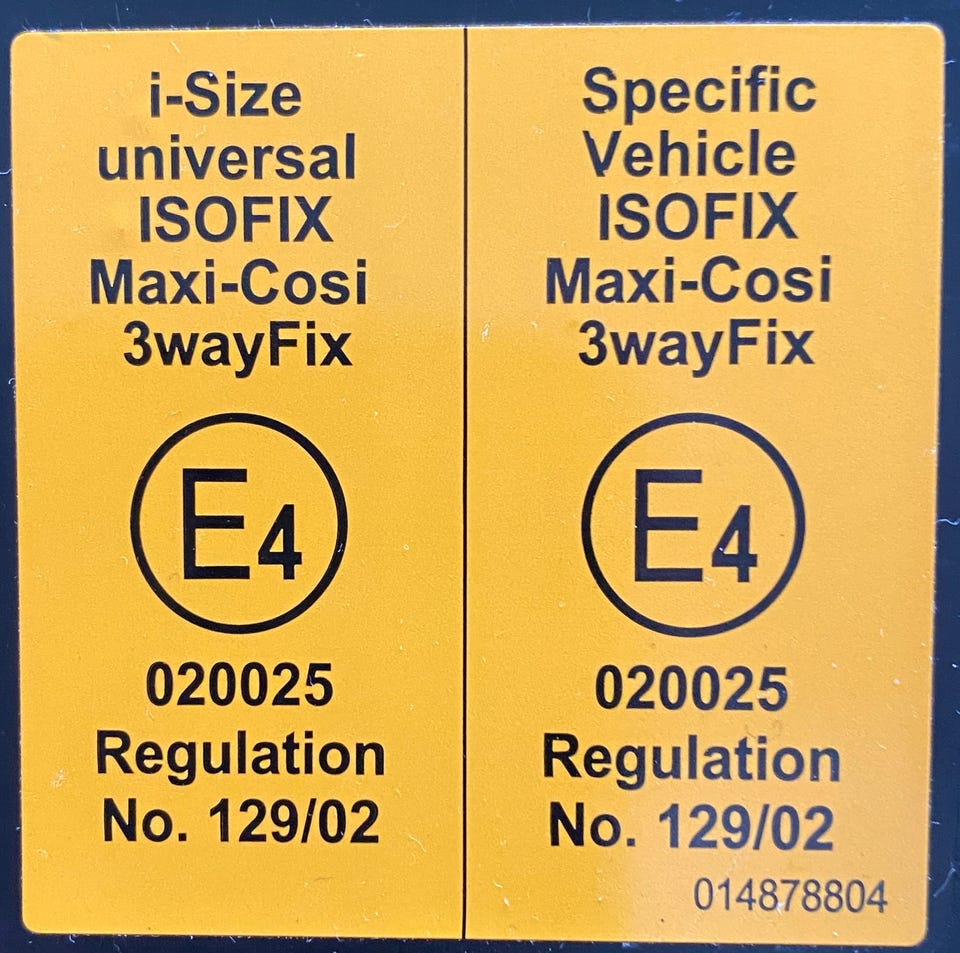 i-Size
universal
ISOFIX
Maxi-Cosi
3wayFix
E4
020025
Regulation
No. 129/02
Specific
Vehicle
ISOFIX
Maxi-Cosi
3wayFix
E4
020025
Regulation
No. 129/02
014878804